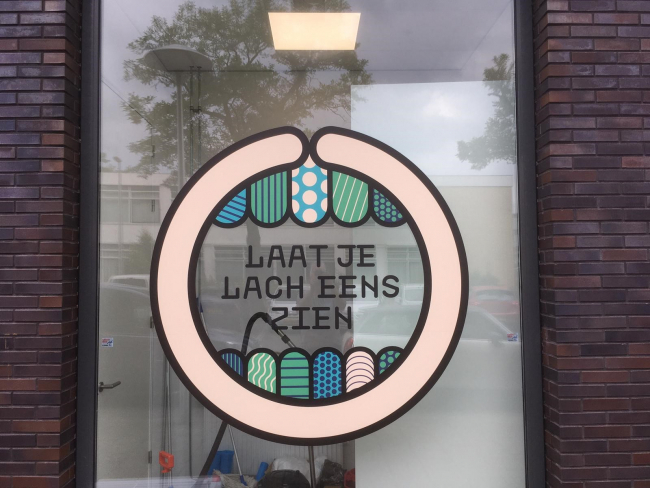 LAAT JE
LACH EENS
ZIEN